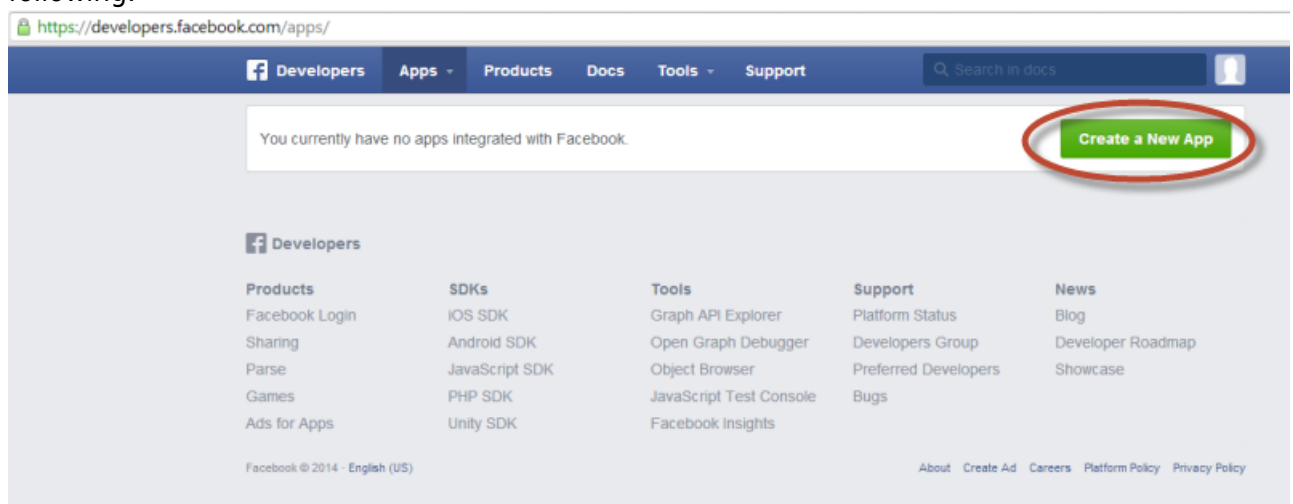 following:
https://developers.facebook.com/apps/
f Developers Apps Products Docs Tools Support Search in docs
You currently have no apps integrated with Facebook. Create a New App
f Developers
Products SDKs Tools Support News
Facebook Login iOS SDK Graph API Explorer Platform Status Blog
Sharing Android SDK Open Graph Debugger Developers Group Developer Roadmap
Parse JavaScript SDK Object Browser Preferred Developers Showcase
Games PHP SDK JavaScript Test Console Bugs
Ads for Apps Unity SDK Facebook Insights
Facebook © 2014 · English (US) About Create Ad Careers Platform Policy Privacy Policy